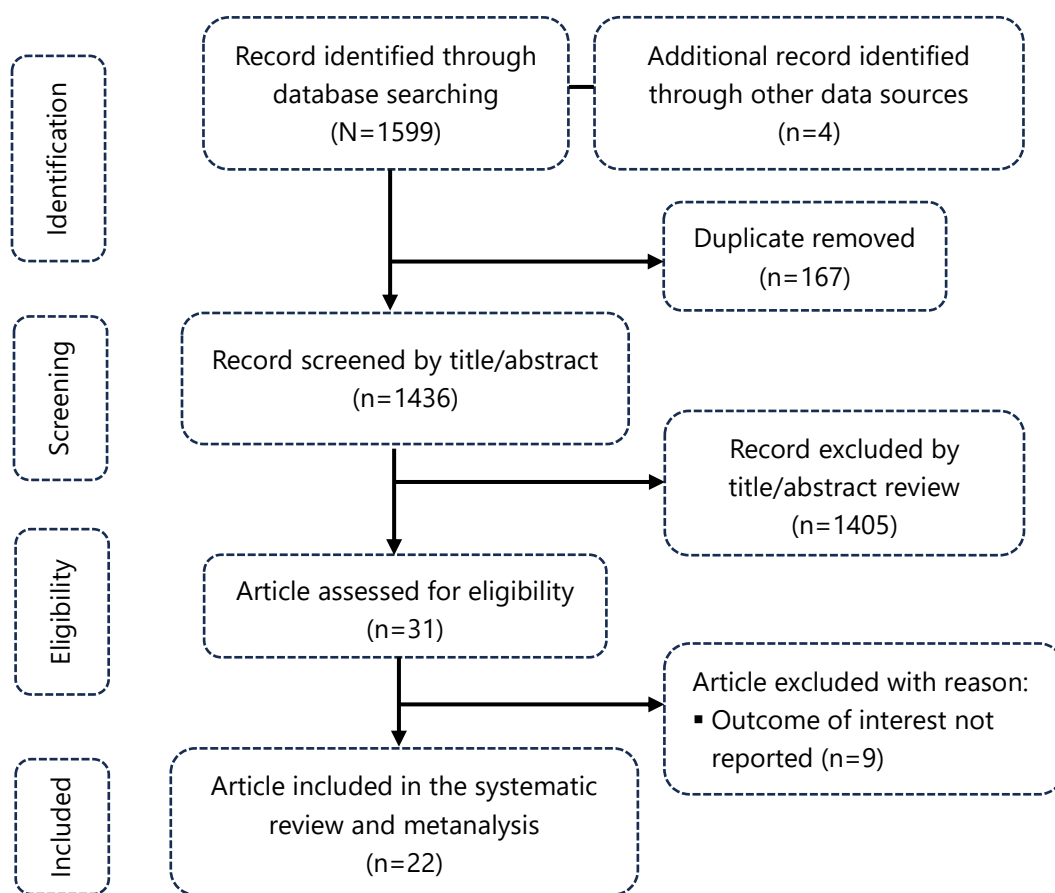 Identification
Record identified through
database searching
(N=1599)
Additional record identified
through other data sources
(n=4)
Duplicate removed
(n=167)
Screening
Record screened by title/abstract
(n=1436)
Record excluded by
title/abstract review
(n=1405)
Eligibility
Article assessed for eligibility
(n=31)
Article excluded with reason:
▪ Outcome of interest not
reported (n=9)
Included
Article included in the systematic
review and metanalysis
(n=22)